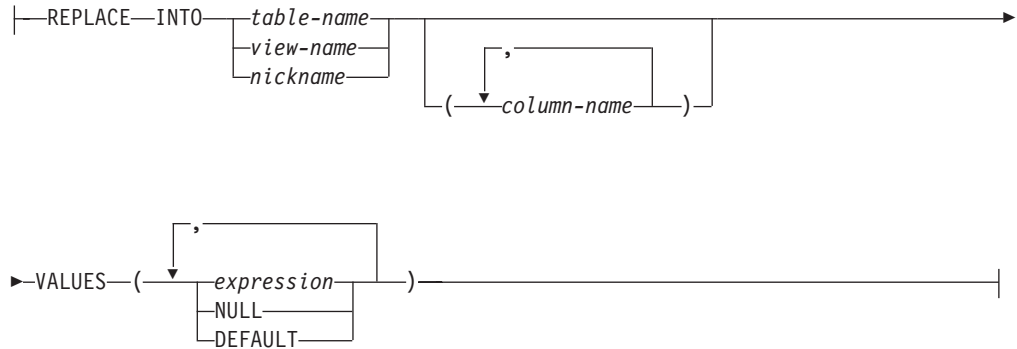 REPLACE INTO table-name
view-name
nickname
,
( column-name )
,
VALUES ( expression )
NULL
DEFAULT